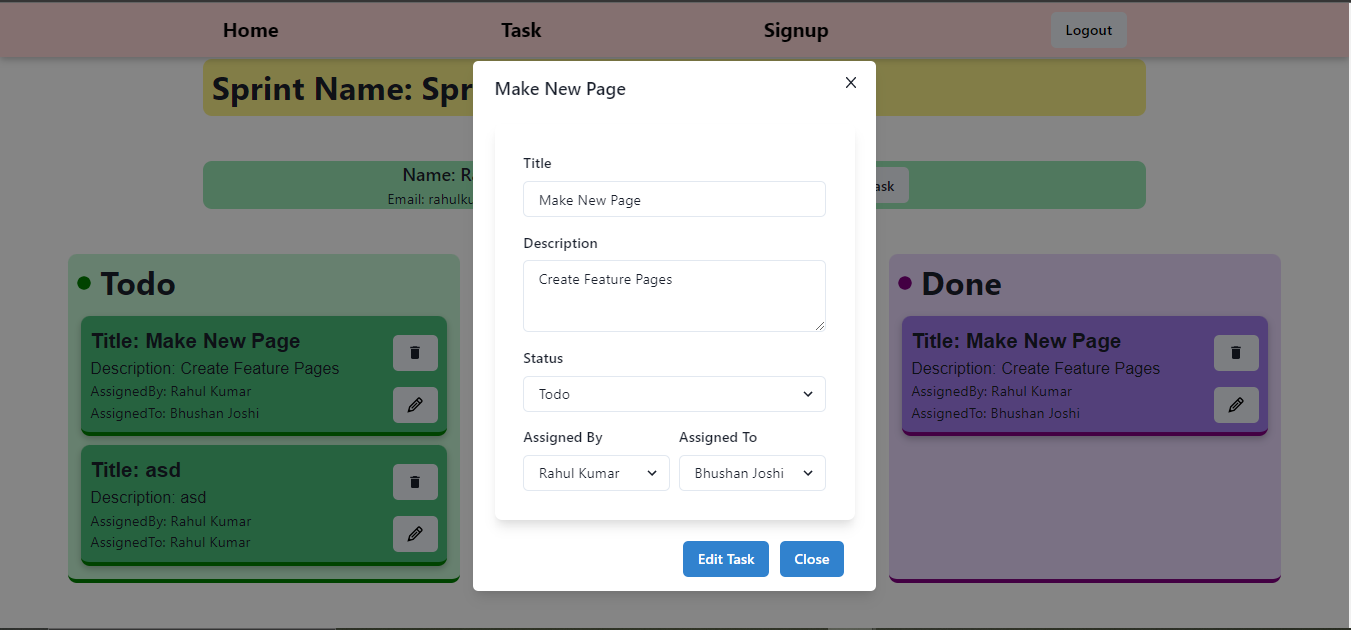 Home Task Signup Logout
Sprint Name:
Make New Page
Name:
Email:
Title
Make New Page
Description
Create Feature Pages
Status
Todo
Assigned By Assigned To
Rahul Kumar Bhushan Joshi
Edit Task Close
Todo
Title: Make New Page
Description: Create Feature Pages
AssignedBy: Rahul Kumar
AssignedTo: Bhushan Joshi
Title: asd
Description: asd
AssignedBy: Rahul Kumar
AssignedTo: Rahul Kumar
Done
Title: Make New Page
Description: Create Feature Pages
AssignedBy: Rahul Kumar
AssignedTo: Bhushan Joshi